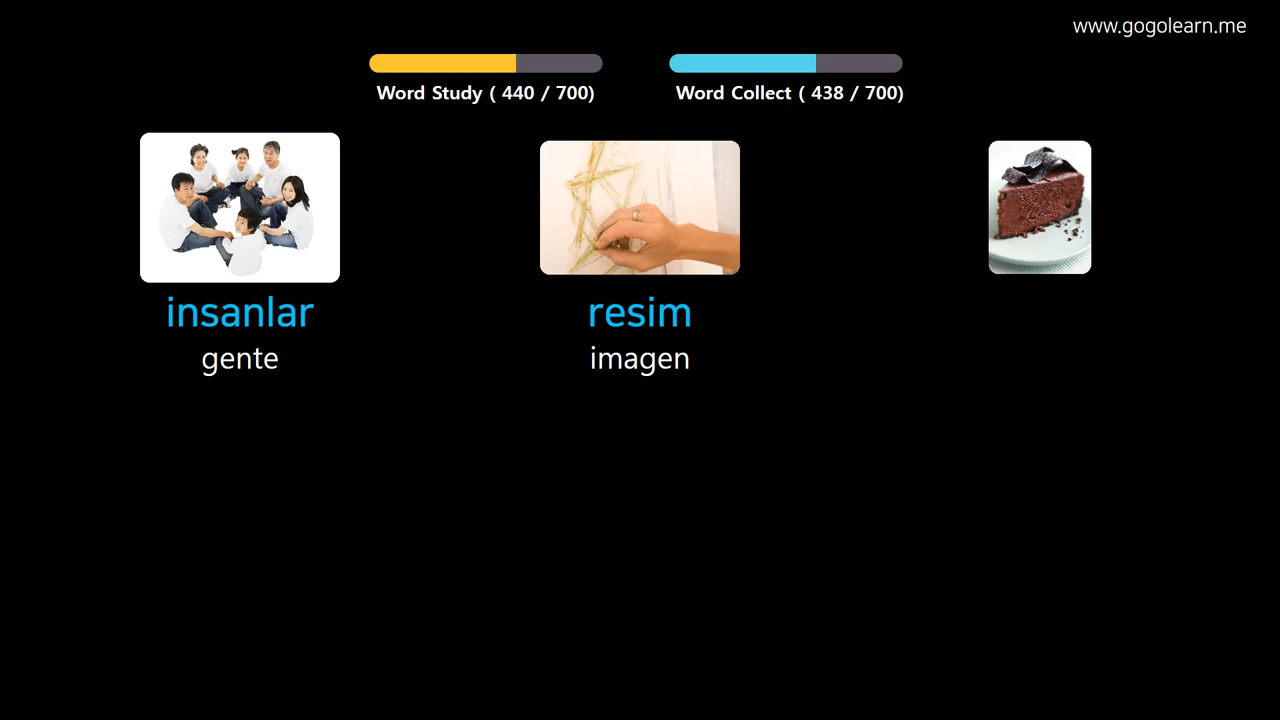 www.gogolearn.me
Word Study ( 440 / 700)
Word Collect ( 438 / 700)
insanlar
gente
resim
imagen